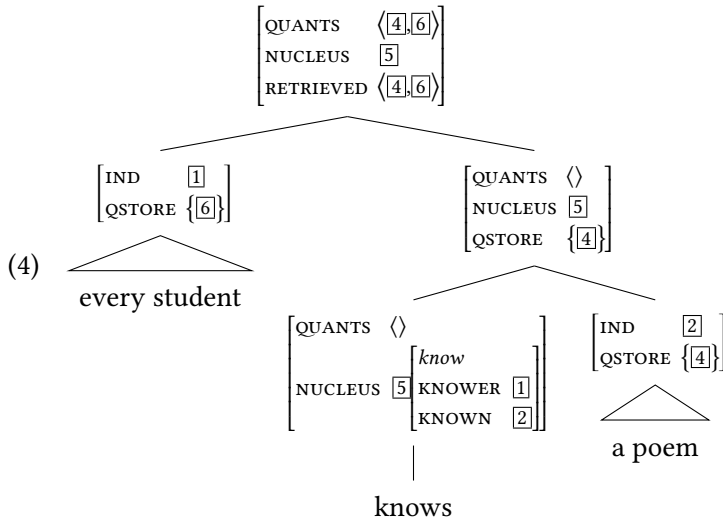 QUANTS ⟨4,6⟩
NUCLEUS 5
RETRIEVED ⟨4,6⟩
IND 1
QSTORE {6}
QUANTS ⟨⟩
NUCLEUS 5
QSTORE {4}
(4)
every student
QUANTS ⟨⟩
NUCLEUS 5
know
KNOWER 1
KNOWN 2
IND 2
QSTORE {4}
a poem
knows